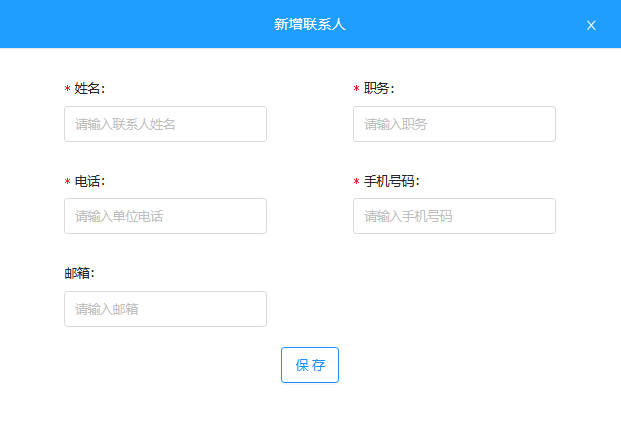 新增联系人 X
* 姓名: * 职务:
请输入联系人姓名 请输入职务
* 电话: * 手机号码:
请输入单位电话 请输入手机号码
邮箱:
请输入邮箱
保 存